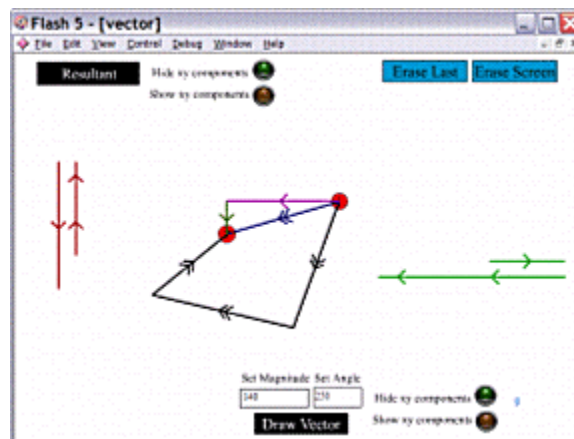 Flash 5 - [vector]
File Edit View Control Debug Window Help
Resultant
Hide xy components
Show xy components
Erase Last Erase Screen
Set Magnitude Set Angle
140 250
Hide xy components
Draw Vector
Show xy components